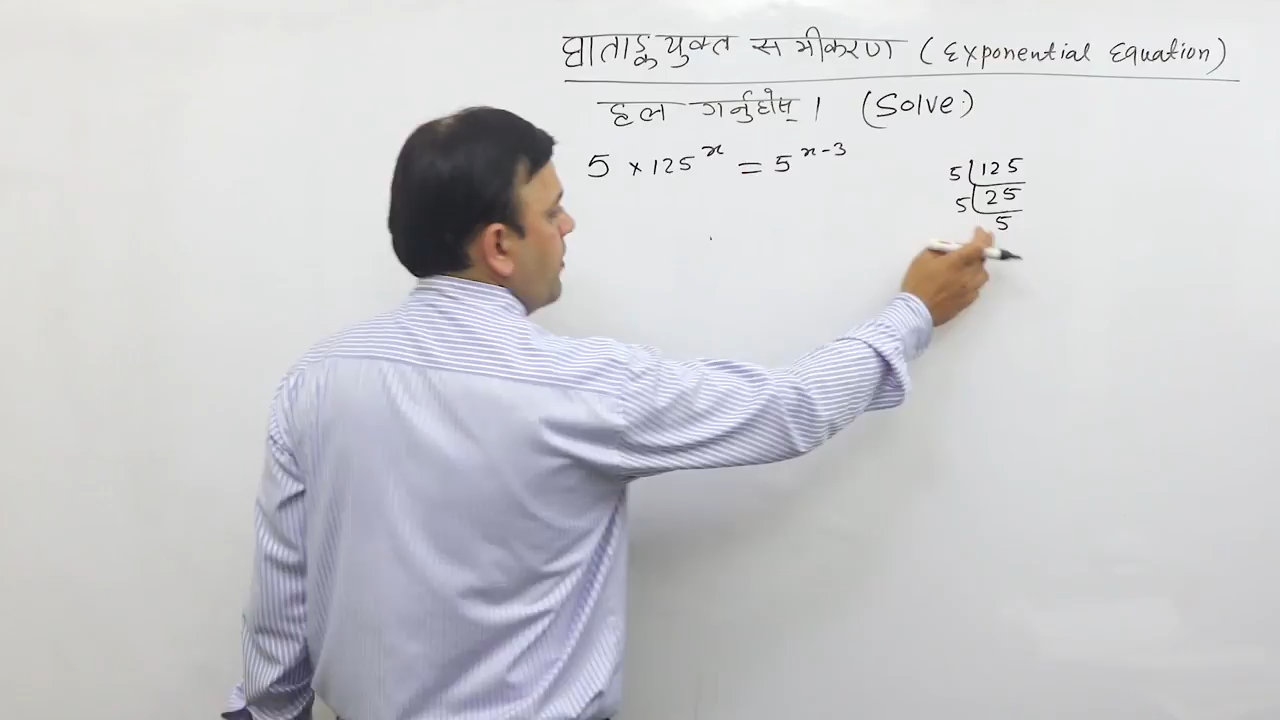 घाताङ्कयुक्त समीकरण (Exponential Equation)
हल गर्नुहोस् । (Solve)
5 × 125^x = 5^x-3
5 | 125
5 | 25
5